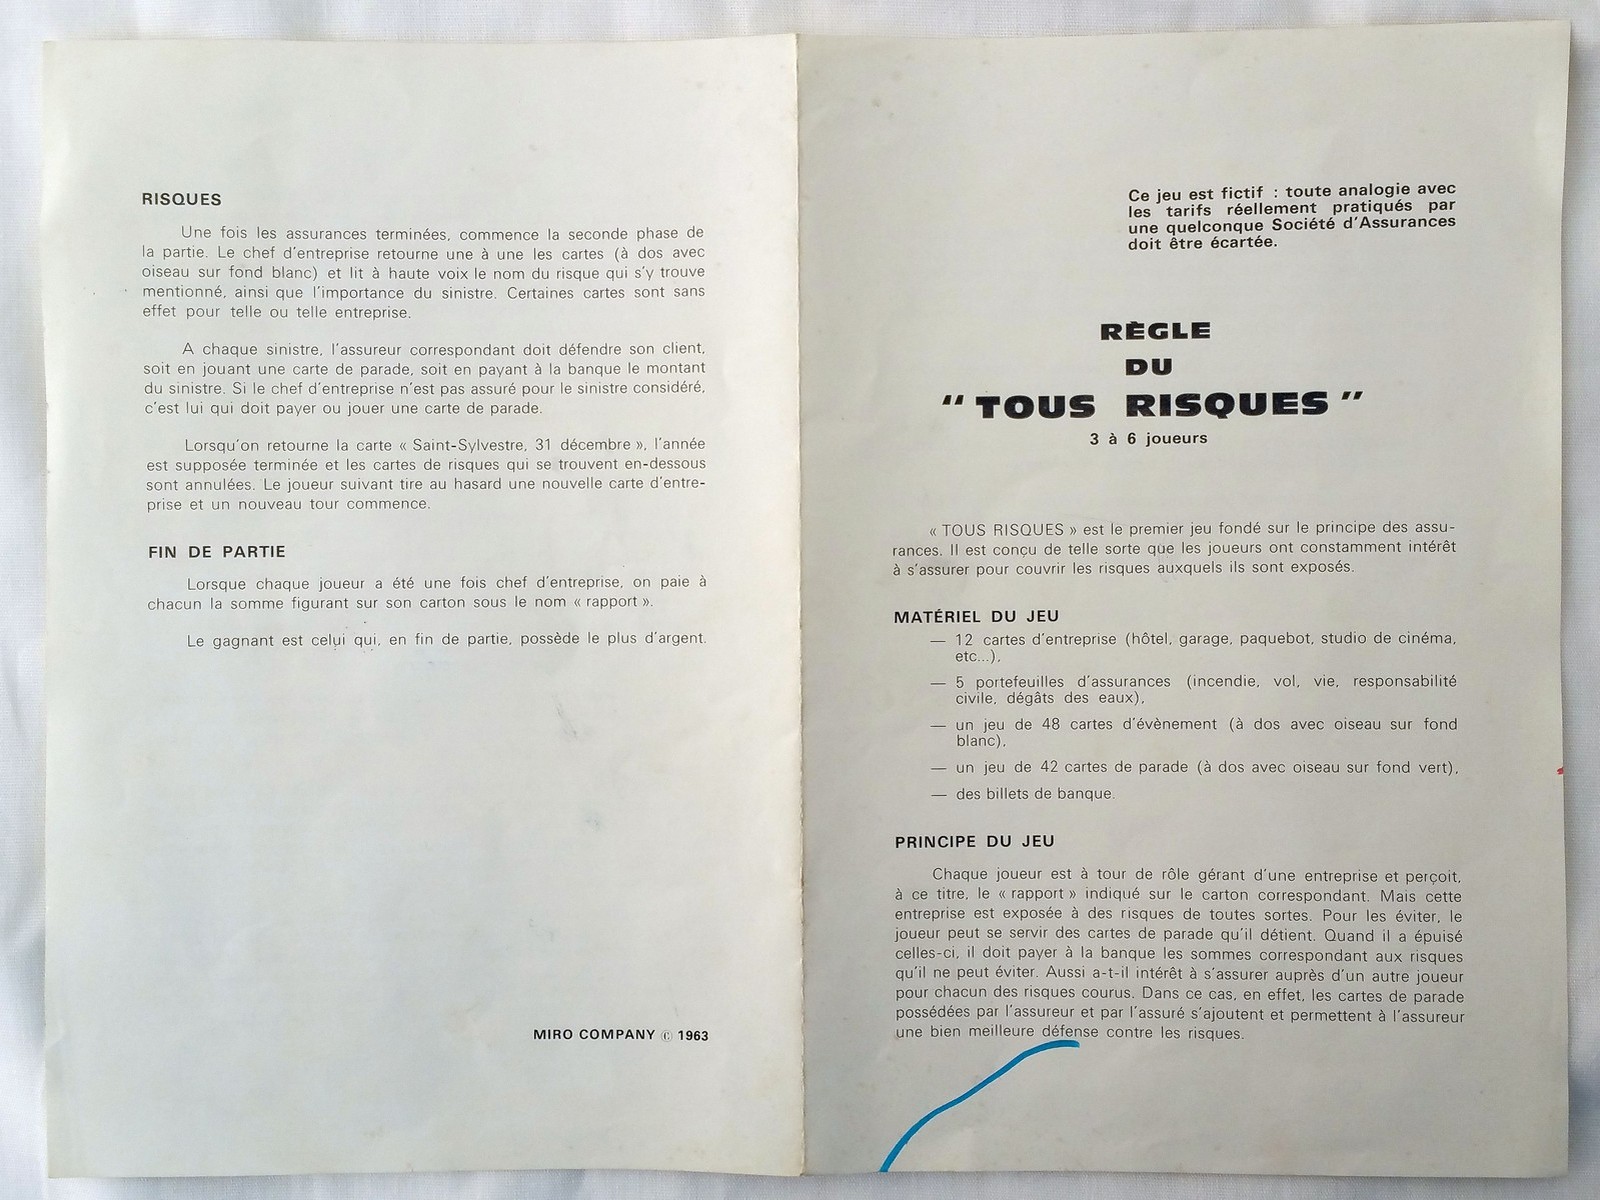 RISQUES
Une fois les assurances terminées, commence la seconde phase de
la partie. Le chef d'entreprise retourne une à une les cartes (à dos avec
oiseau sur fond blanc) et lit à haute voix le nom du risque qui s'y trouve
mentionné, ainsi que l'importance du sinistre. Certaines cartes sont sans
effet pour telle ou telle entreprise.
A chaque sinistre, l'assureur correspondant doit défendre son client,
soit en jouant une carte de parade, soit en payant à la banque le montant
du sinistre. Si le chef d'entreprise n'est pas assuré pour le sinistre considéré,
c'est lui qui doit payer ou jouer une carte de parade.
Lorsqu'on retourne la carte « Saint-Sylvestre, 31 décembre », l'année
est supposée terminée et les cartes de risques qui se trouvent en-dessous
sont annulées. Le joueur suivant tire au hasard une nouvelle carte d'entre-
prise et un nouveau tour commence.
FIN DE PARTIE
Lorsque chaque joueur a été une fois chef d'entreprise, on paie à
chacun la somme figurant sur son carton sous le nom « rapport ».
Le gagnant est celui qui, en fin de partie, possède le plus d'argent.
MIRO COMPANY © 1963
Ce jeu est fictif : toute analogie avec
les tarifs réellement pratiqués par
une quelconque Société d'Assurances
doit être écartée.
RÈGLE
DU
"TOUS RISQUES"
3 à 6 joueurs
« TOUS RISQUES » est le premier jeu fondé sur le principe des assu-
rances. Il est conçu de telle sorte que les joueurs ont constamment intérêt
à s'assurer pour couvrir les risques auxquels ils sont exposés.
MATÉRIEL DU JEU
— 12 cartes d'entreprise (hôtel, garage, paquebot, studio de cinéma,
etc...),
— 5 portefeuilles d'assurances (incendie, vol, vie, responsabilité
civile, dégâts des eaux),
— un jeu de 48 cartes d'évènement (à dos avec oiseau sur fond
blanc),
— un jeu de 42 cartes de parade (à dos avec oiseau sur fond vert),
— des billets de banque.
PRINCIPE DU JEU
Chaque joueur est à tour de rôle gérant d'une entreprise et perçoit,
à ce titre, le « rapport » indiqué sur le carton correspondant. Mais cette
entreprise est exposée à des risques de toutes sortes. Pour les éviter, le
joueur peut se servir des cartes de parade qu'il détient. Quand il a épuisé
celles-ci, il doit payer à la banque les sommes correspondant aux risques
qu'il ne peut éviter. Aussi a-t-il intérêt à s'assurer auprès d'un autre joueur
pour chacun des risques courus. Dans ce cas, en effet, les cartes de parade
possédées par l'assureur et par l'assuré s'ajoutent et permettent à l'assureur
une bien meilleure défense contre les risques.